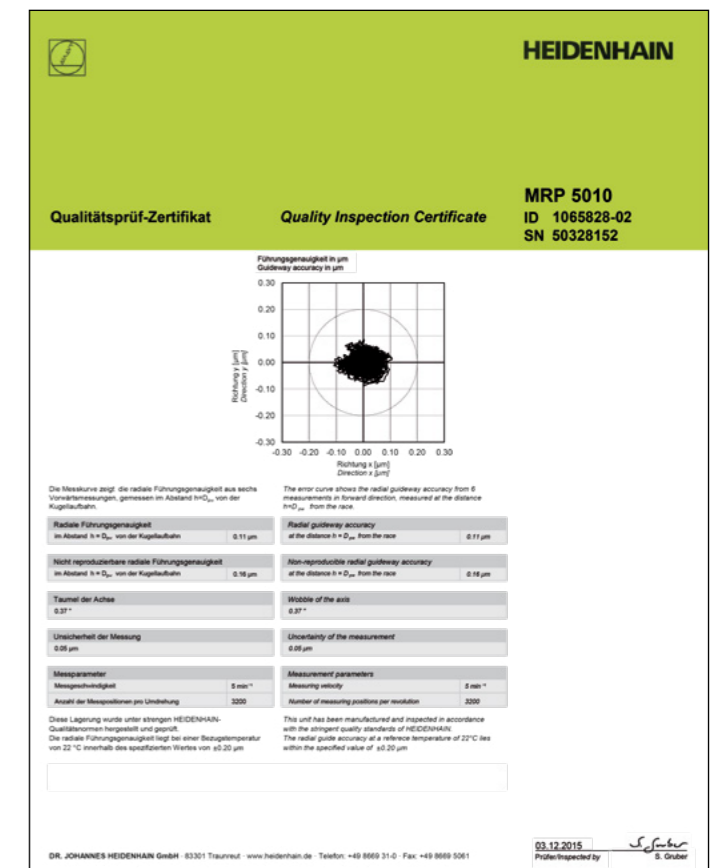 HEIDENHAIN
MRP 5010
Qualitätsprüf-Zertifikat
Quality Inspection Certificate
ID 1065828-02
SN 50328152
Führungsgenauigkeit in µm
Guideway accuracy in µm
0.30
0.20
0.10
0.00
-0.10
-0.20
-0.30
Richtung y [µm]
Direction y [µm]
-0.30 -0.20 -0.10 0.00 0.10 0.20 0.30
Richtung x [µm]
Direction x [µm]
Die Messkurve zeigt die radiale Führungsgenauigkeit aus sechs
Vorwärtsmessungen, gemessen im Abstand h=Dpw von der
Kugellaufbahn.
The error curve shows the radial guideway accuracy from 6
measurements in forward direction, measured at the distance
h=Dpw from the race.
Radiale Führungsgenauigkeit
im Abstand h = Dpw von der Kugellaufbahn 0.11 µm
Radial guideway accuracy
at the distance h = Dpw from the race 0.11 µm
Nicht reproduzierbare radiale Führungsgenauigkeit
im Abstand h = Dpw von der Kugellaufbahn 0.16 µm
Non-reproducible radial guideway accuracy
at the distance h = Dpw from the race 0.16 µm
Taumel der Achse
0.37 "
Wobble of the axis
0.37 "
Unsicherheit der Messung
0.05 µm
Uncertainty of the measurement
0.05 µm
Messparameter
Messgeschwindigkeit 5 min⁻¹
Anzahl der Messpositionen pro Umdrehung 3200
Measurement parameters
Measuring velocity 5 min⁻¹
Number of measuring positions per revolution 3200
Diese Lagerung wurde unter strengen HEIDENHAIN-
Qualitätsnormen hergestellt und geprüft.
Die radiale Führungsgenauigkeit liegt bei einer Bezugstemperatur
von 22 °C innerhalb des spezifizierten Wertes von ±0.20 µm
This unit has been manufactured and inspected in accordance
with the stringent quality standards of HEIDENHAIN.
The radial guide accuracy at a referece temperature of 22°C lies
within the specified value of ±0.20 µm
DR. JOHANNES HEIDENHAIN GmbH · 83301 Traunreut · www.heidenhain.de · Telefon: +49 8669 31-0 · Fax: +49 8669 5061
03.12.2015
Prüfer/Inspected by
S. Gruber
S. Gruber